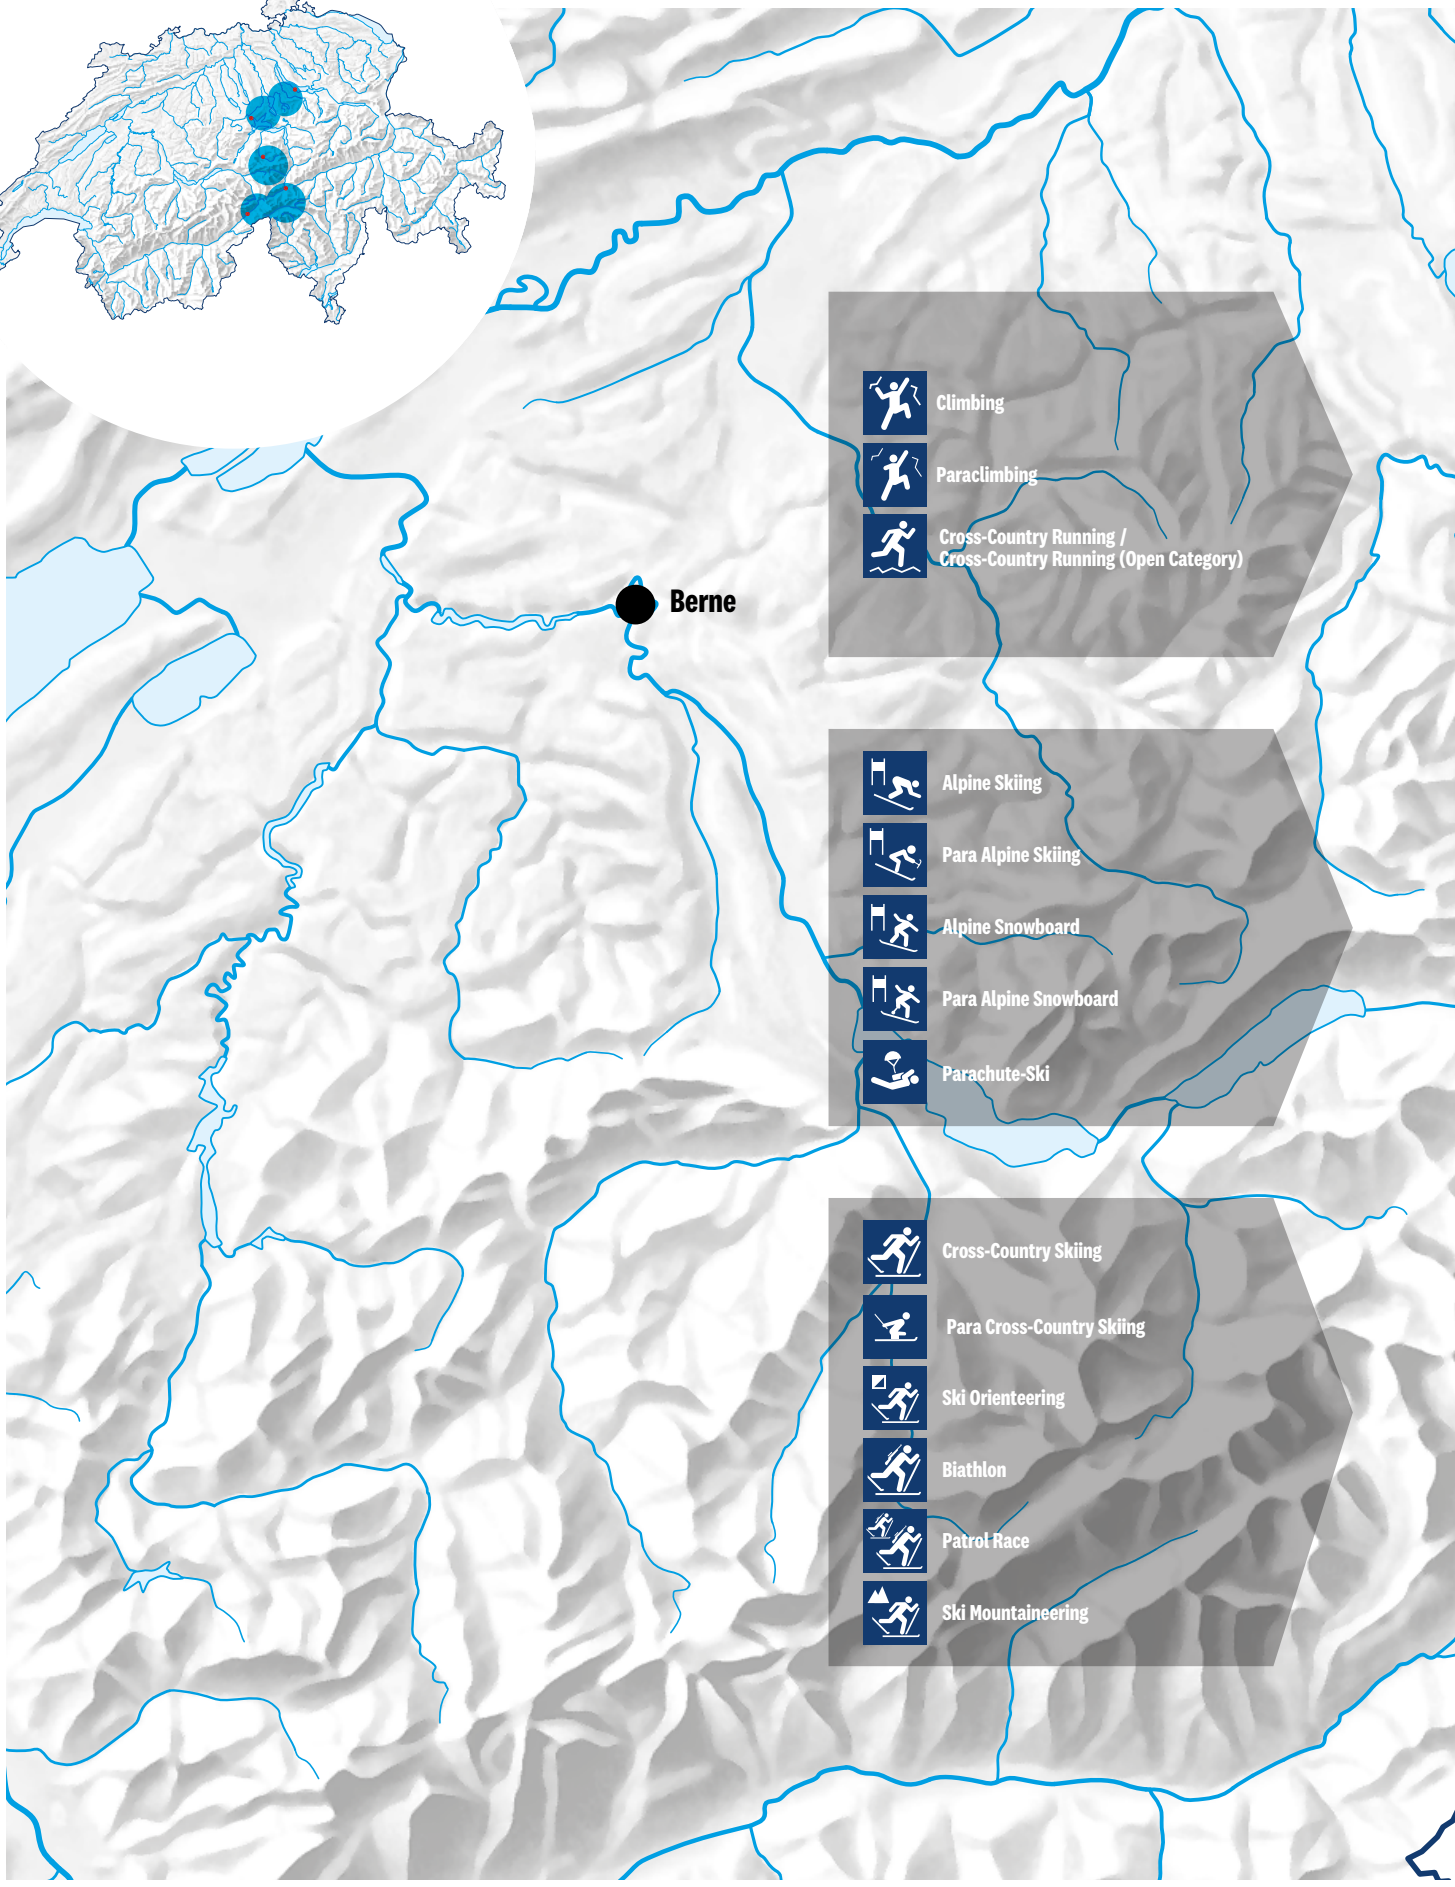 Climbing
Paraclimbing
Cross-Country Running /
Cross-Country Running (Open Category)
Berne
Alpine Skiing
Para Alpine Skiing
Alpine Snowboard
Para Alpine Snowboard
Parachute-Ski
Cross-Country Skiing
Para Cross-Country Skiing
Ski Orienteering
Biathlon
Patrol Race
Ski Mountaineering